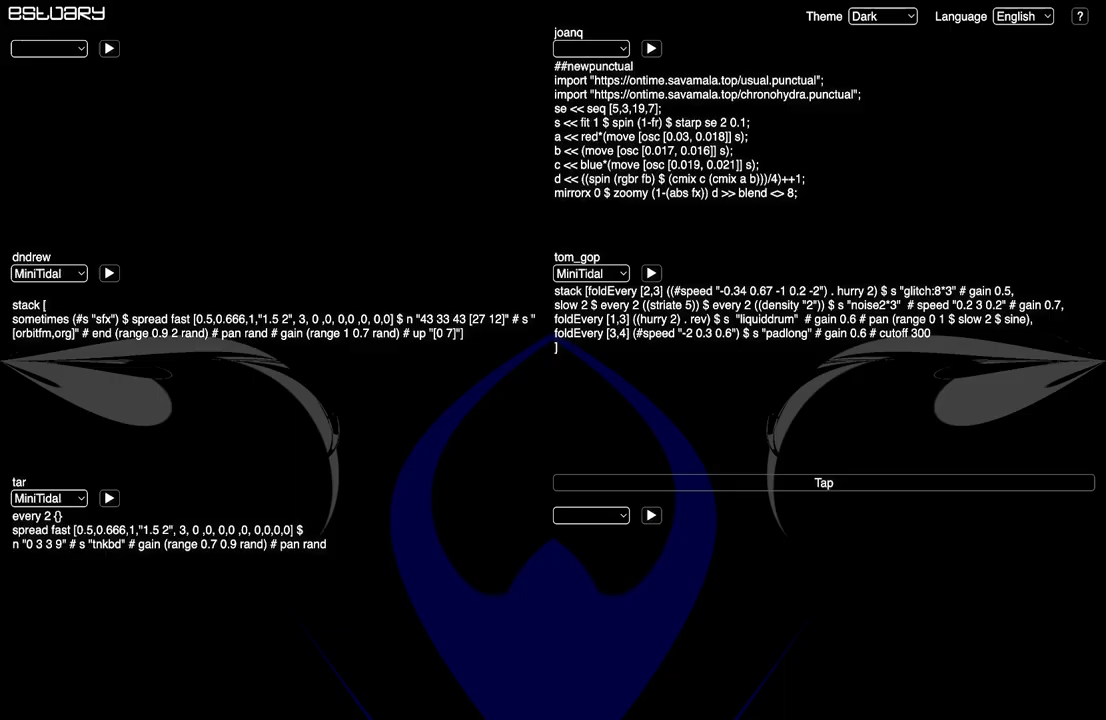 estuary
Theme Dark Language English ?
joanq
##newpunctual
import "https://ontime.savamala.top/usual.punctual";
import "https://ontime.savamala.top/chronohydra.punctual";
se << seq [5,3,19,7];
s << fit 1 $ spin (1-fr) $ starp se 2 0.1;
a << red*(move [osc [0.03, 0.018]] s);
b << (move [osc [0.017, 0.016]] s);
c << blue*(move [osc [0.019, 0.021]] s);
d << ((spin (rgbr fb) $ (cmix c (cmix a b)))/4)++1;
mirrorx 0 $ zoomy (1-(abs fx)) d >> blend <> 8;
dndrew
MiniTidal
stack [
sometimes (#s "sfx") $ spread fast [0.5,0.666,1,"1.5 2", 3, 0 ,0, 0,0 ,0, 0,0] $ n "43 33 43 [27 12]" # s "
[orbitfm,org]" # end (range 0.9 2 rand) # pan rand # gain (range 1 0.7 rand) # up "[0 7]"]
tom_gop
MiniTidal
stack [foldEvery [2,3] ((#speed "-0.34 0.67 -1 0.2 -2") . hurry 2) $ s "glitch:8*3" # gain 0.5,
slow 2 $ every 2 ((striate 5)) $ every 2 ((density "2")) $ s "noise2*3"  # speed "0.2 3 0.2" # gain 0.7,
foldEvery [1,3] ((hurry 2) . rev) $ s  "liquiddrum"  # gain 0.6 # pan (range 0 1 $ slow 2 $ sine),
foldEvery [3,4] (#speed "-2 0.3 0.6") $ s "padlong" # gain 0.6 # cutoff 300
]
tar
MiniTidal
every 2 {}
spread fast [0.5,0.666,1,"1.5 2", 3, 0 ,0, 0,0 ,0, 0,0,0,0] $
n "0 3 3 9" # s "tnkbd" # gain (range 0.7 0.9 rand) # pan rand
Tap